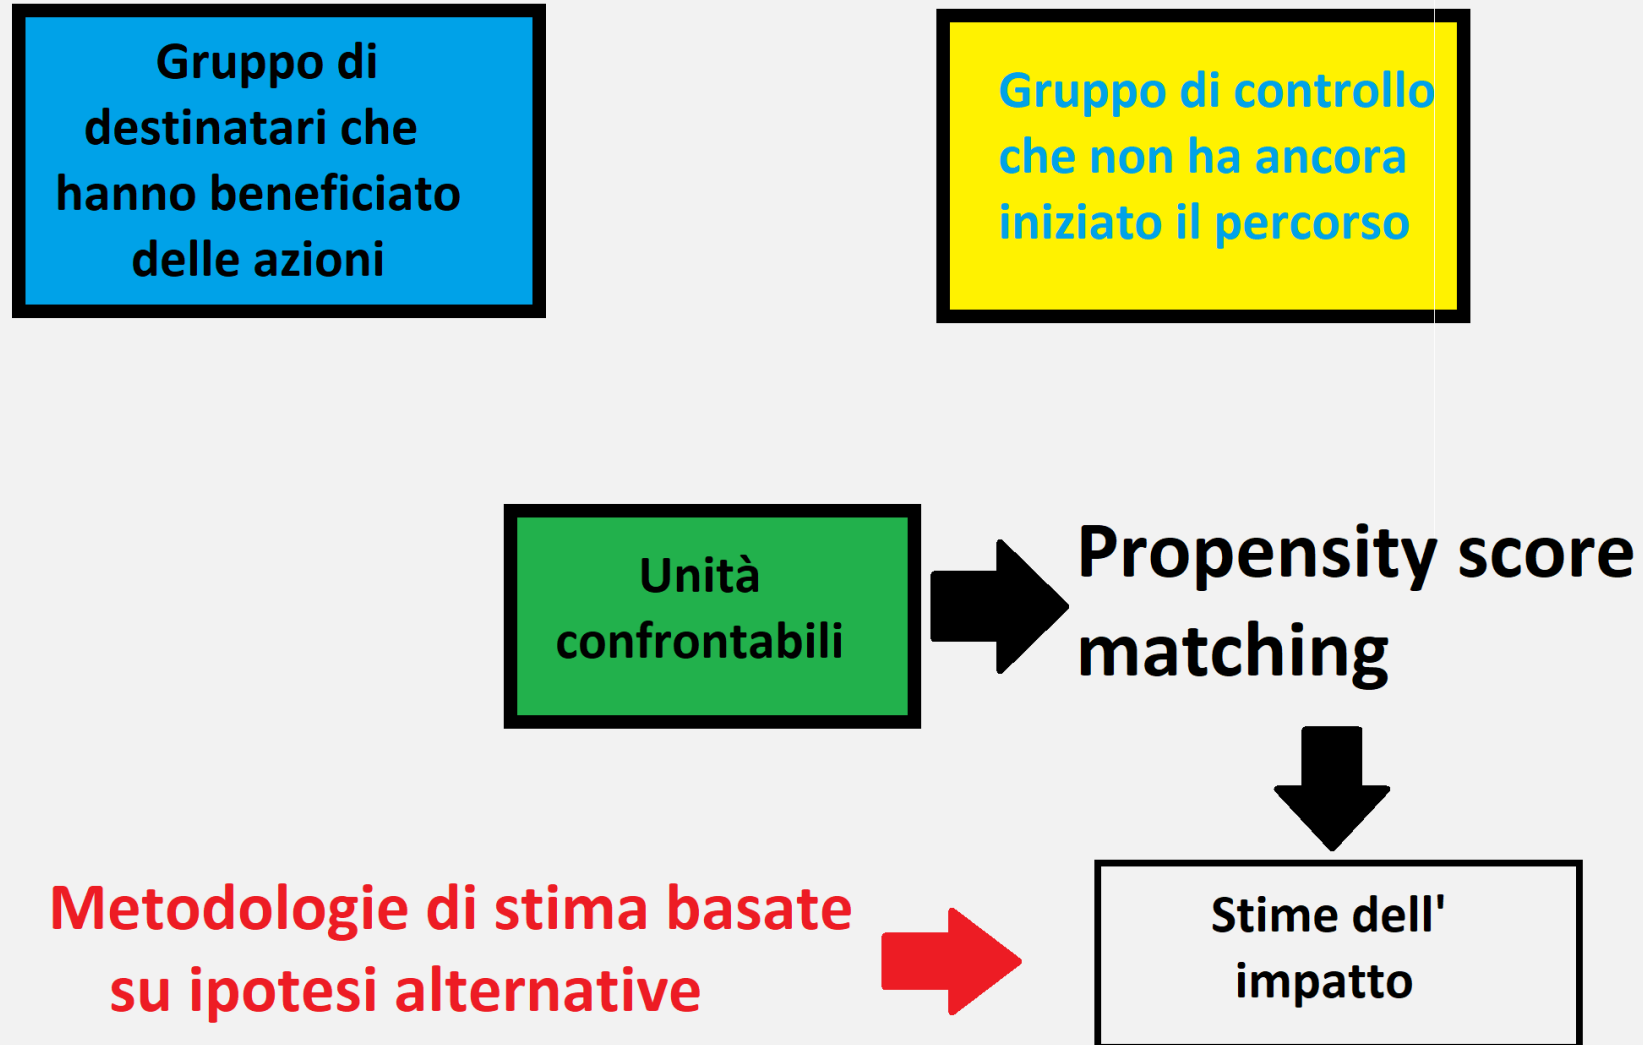 Gruppo di
destinatari che
hanno beneficiato
delle azioni
Gruppo di controllo
che non ha ancora
iniziato il percorso
Unità
confrontabili
Propensity score
matching
Metodologie di stima basate
su ipotesi alternative
Stime dell'
impatto